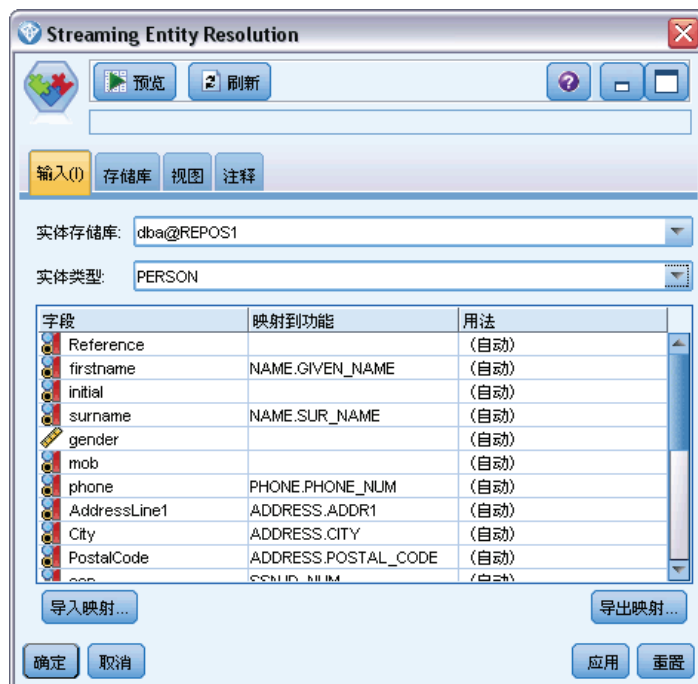 Streaming Entity Resolution
预览 刷新
输入(I) 存储库 视图 注释
实体存储库: dba@REPOS1
实体类型: PERSON
字段 映射到功能 用法
Reference (自动)
firstname NAME.GIVEN_NAME (自动)
initial (自动)
surname NAME.SUR_NAME (自动)
gender (自动)
mob (自动)
phone PHONE.PHONE_NUM (自动)
AddressLine1 ADDRESS.ADDR1 (自动)
City ADDRESS.CITY (自动)
PostalCode ADDRESS.POSTAL_CODE (自动)
(自动)
导入映射... 导出映射...
确定 取消 应用 重置